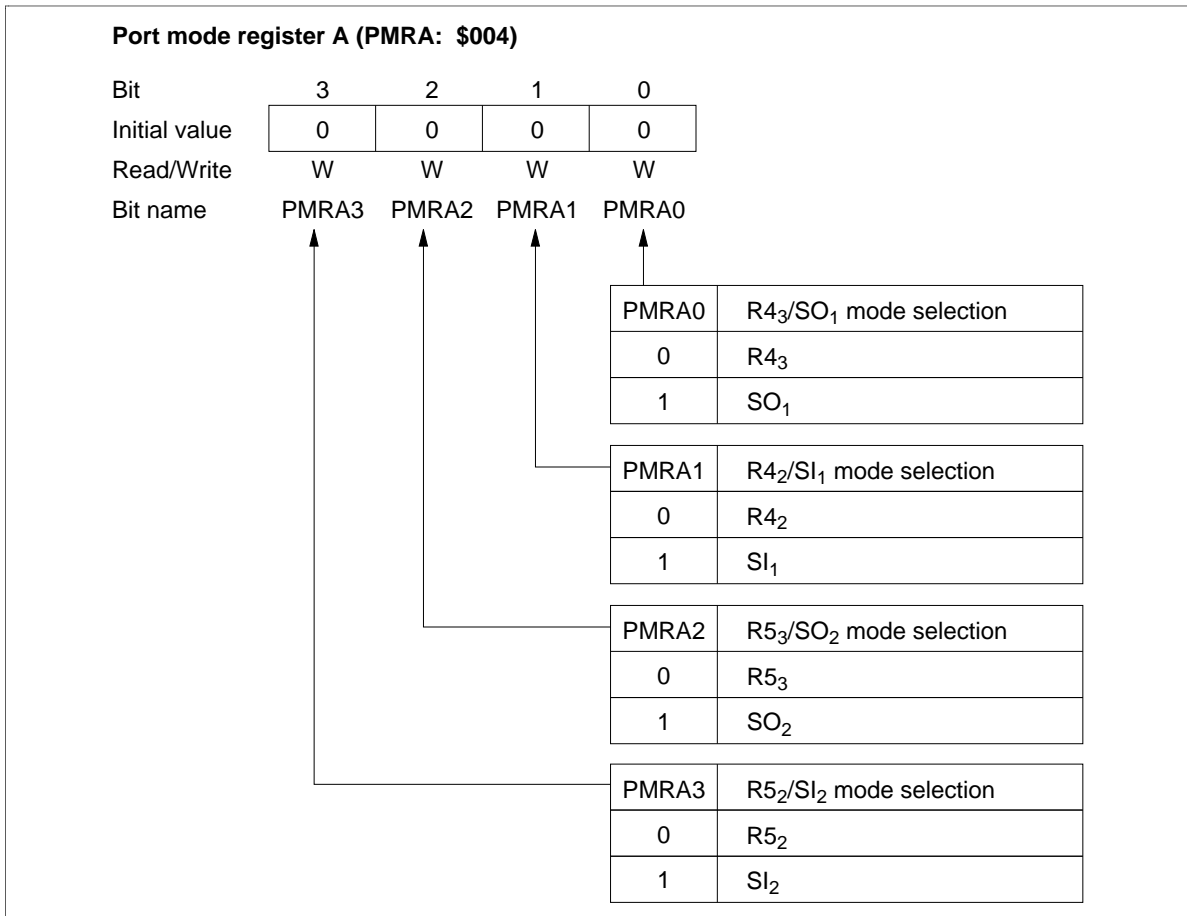 Port mode register A (PMRA: $004)
Bit 3 2 1 0
Initial value 0 0 0 0
Read/Write W W W W
Bit name PMRA3 PMRA2 PMRA1 PMRA0
PMRA0 R4₃/SO₁ mode selection
0 R4₃
1 SO₁
PMRA1 R4₂/SI₁ mode selection
0 R4₂
1 SI₁
PMRA2 R5₃/SO₂ mode selection
0 R5₃
1 SO₂
PMRA3 R5₂/SI₂ mode selection
0 R5₂
1 SI₂